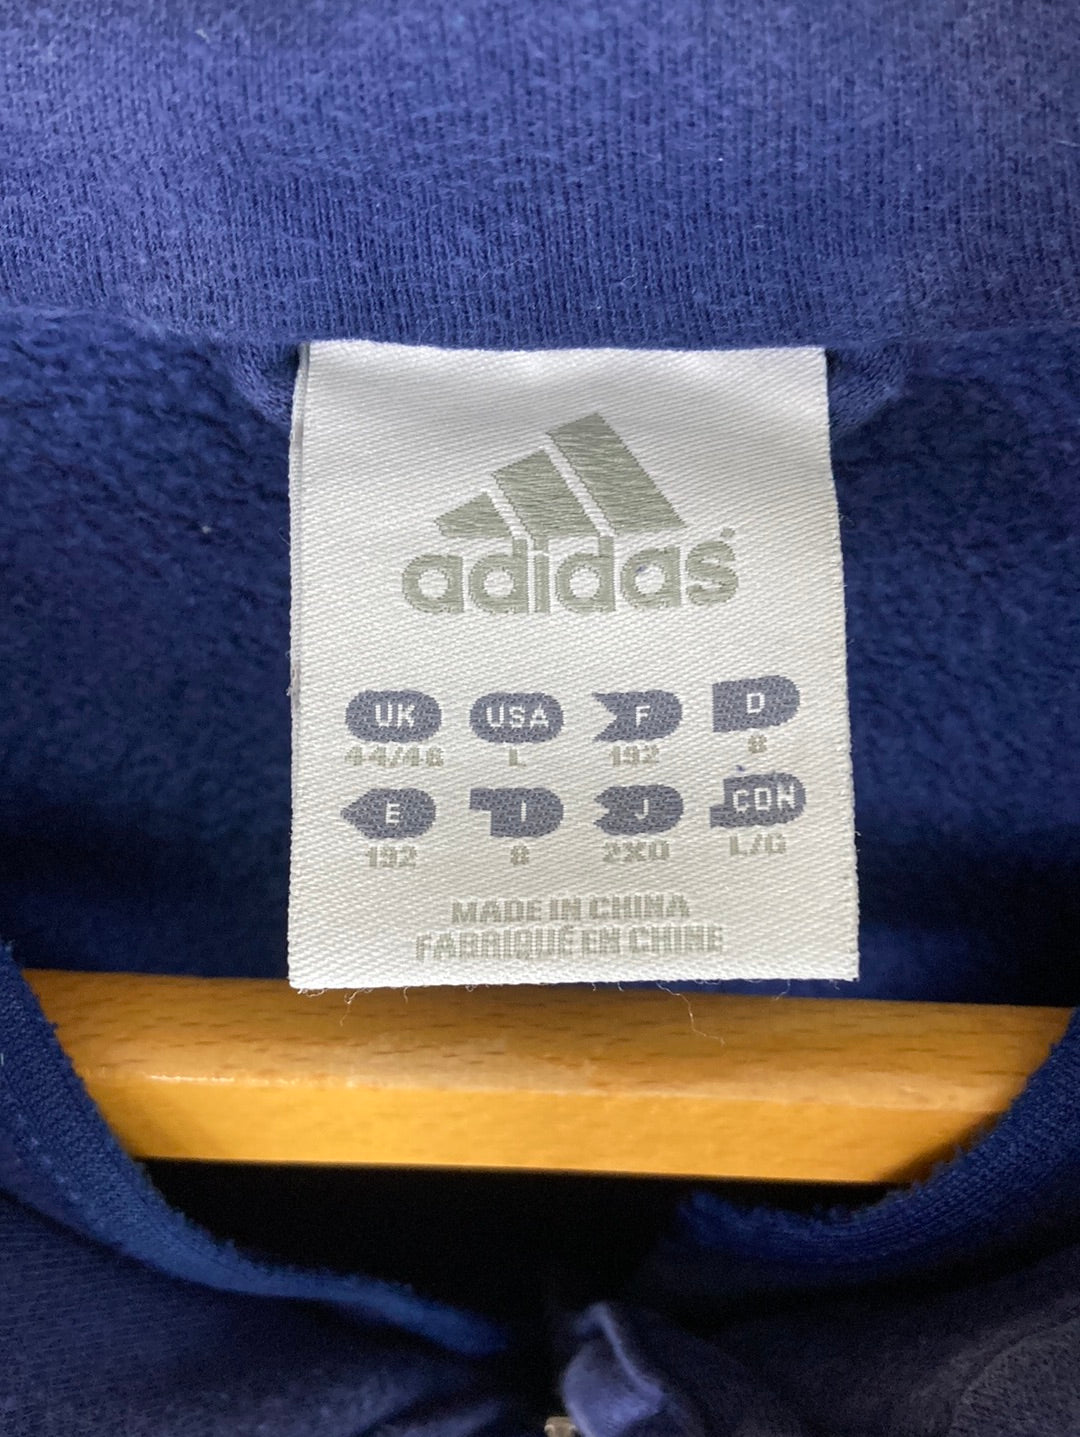 adidas
UK USA F D
44/46 L 192 8
E I J CDN
192 8 2XO L/G
MADE IN CHINA
FABRIQUÉ EN CHINE